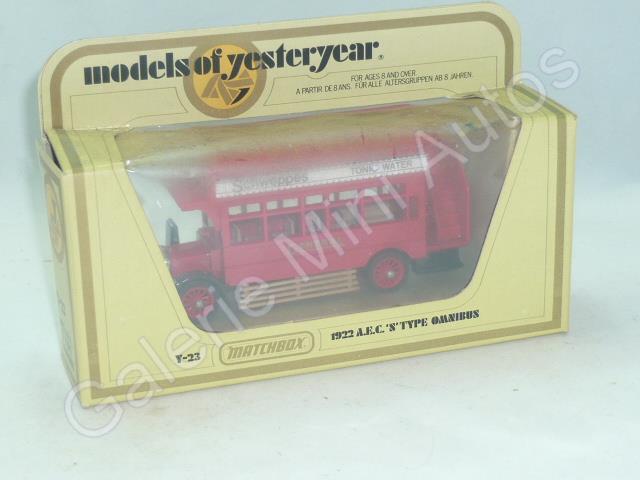 models of yesteryear®
FOR AGES 8 AND OVER.
A PARTIR DE 8 ANS. FÜR ALLE ALTERSGRUPPEN AB 8 JAHREN.
Schweppes TONIC WATER
Y-23 MATCHBOX 1922 A.E.C. 'S' TYPE OMNIBUS
Galerie Mini Autos